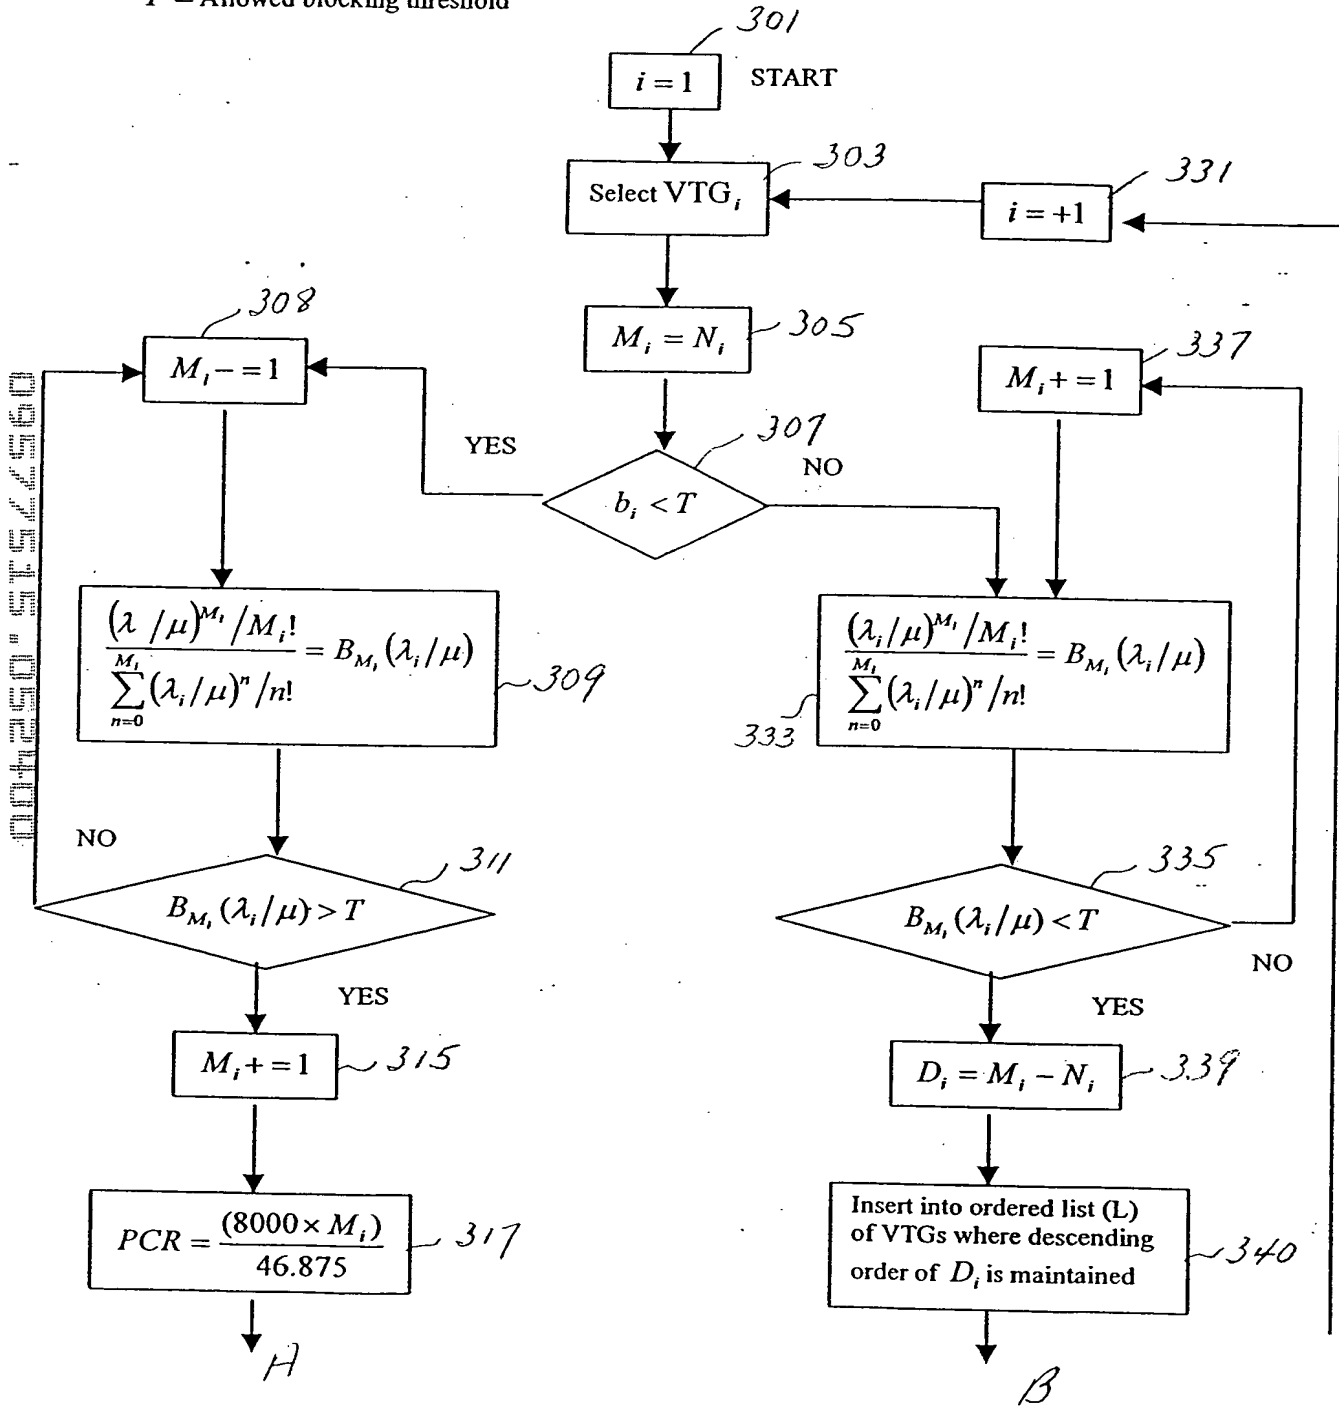 T = Allowed blocking threshold
301
i = 1 START
303
Select VTG_i
331
i = +1
308
M_i - = 1
M_i = N_i 305
337
M_i + = 1
307
YES
NO
b_i < T
(λ /μ)^{M_i} /M_i! / \sum_{n=0}^{M_i} (λ_i/μ)^n /n! = B_{M_i} (λ_i/μ)
309
(λ_i/μ)^{M_i} /M_i! / \sum_{n=0}^{M_i} (λ_i/μ)^n /n! = B_{M_i} (λ_i/μ)
333
NO
311
B_{M_i} (λ_i/μ) > T
335
B_{M_i} (λ_i/μ) < T
NO
YES
YES
M_i + = 1 315
D_i = M_i - N_i 339
PCR = (8000 × M_i) / 46.875 317
Insert into ordered list (L)
of VTGs where descending
order of D_i is maintained
340
A
B